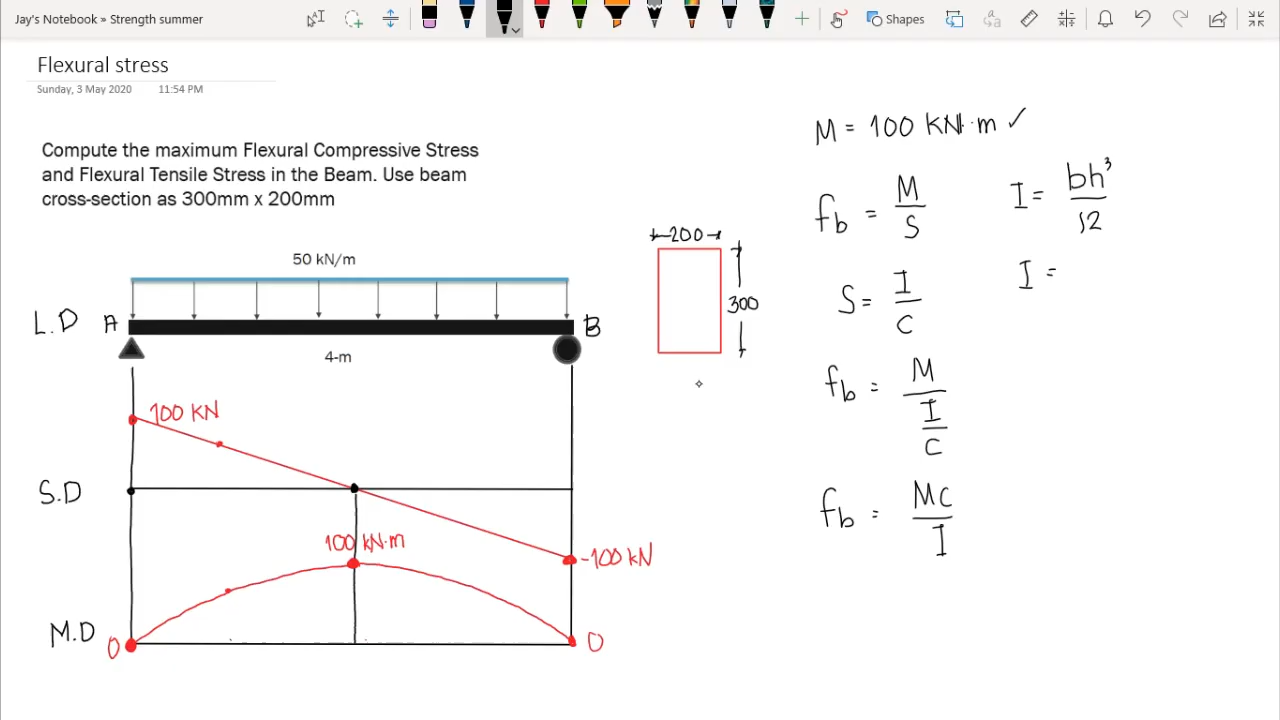 Jay's Notebook » Strength summer
Shapes
Flexural stress
Sunday, 3 May 2020 11:54 PM
Compute the maximum Flexural Compressive Stress
and Flexural Tensile Stress in the Beam. Use beam
cross-section as 300mm x 200mm
50 kN/m
L.D A B
4-m
100 KN
S.D
100 kN·m
-100 kN
M.D 0 0
200
300
M = 100 KN·m ✓
fb = M/S
S = I/C
fb = M/(I/C)
fb = MC/I
I = bh³/12
I =